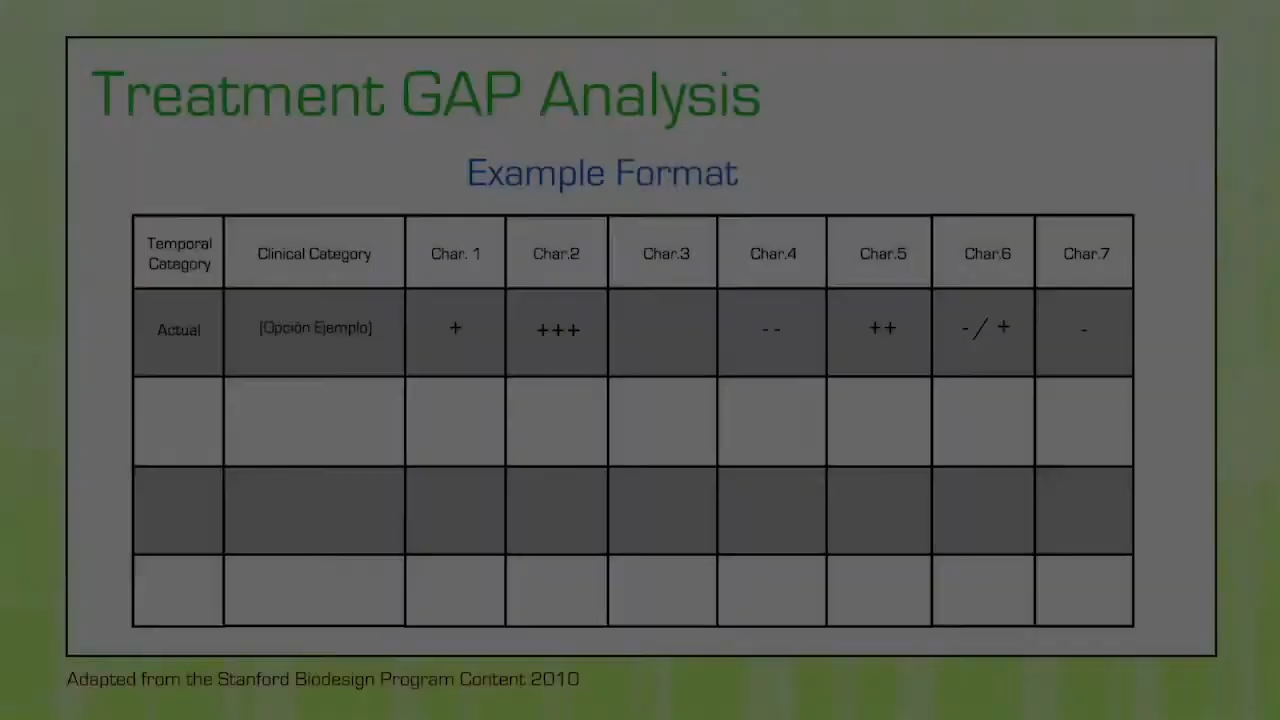 Treatment GAP Analysis
Example Format
Temporal Category Clinical Category Char. 1 Char.2 Char.3 Char.4 Char.5 Char.6 Char.7
Actual [Opción Ejemplo] + +++ -- ++ -/ + -
Adapted from the Stanford Biodesign Program Content 2010